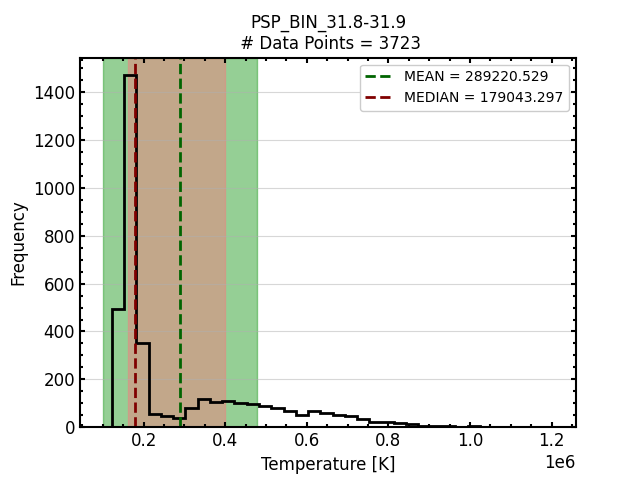 PSP_BIN_31.8-31.9
# Data Points = 3723
MEAN = 289220.529
MEDIAN = 179043.297
Frequency
1400
1200
1000
800
600
400
200
0
0.2 0.4 0.6 0.8 1.0 1.2
1e6
Temperature [K]